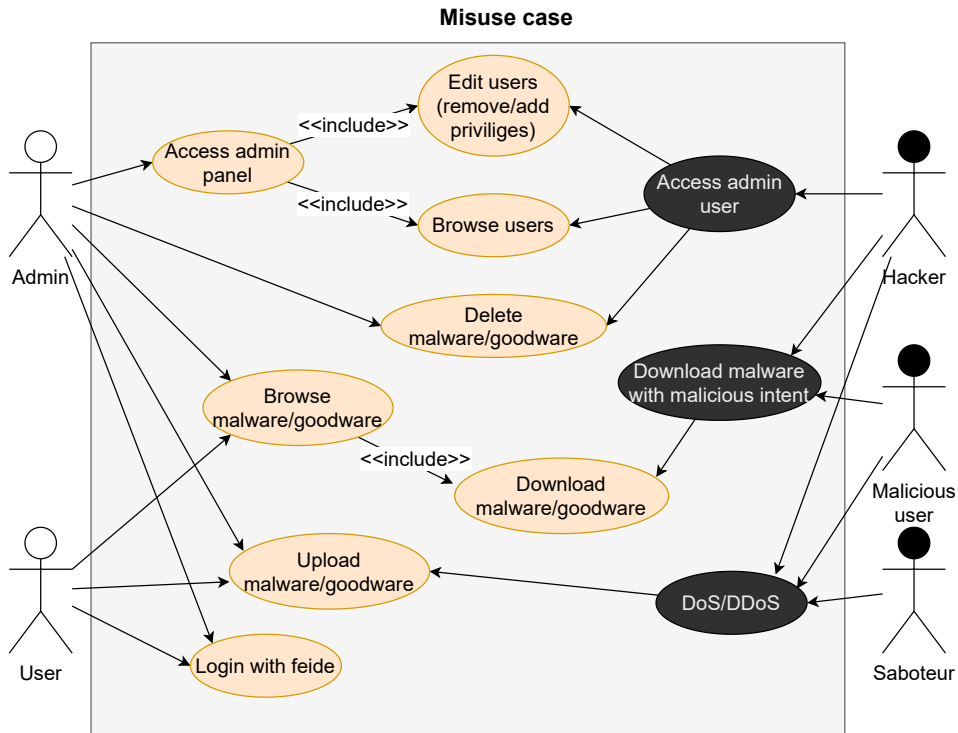 Misuse case
Edit users
(remove/add
priviliges)
<<include>>
Access admin
panel
Access admin
user
<<include>>
Browse users
Admin
Hacker
Delete
malware/goodware
Download malware
with malicious intent
Browse
malware/goodware
<<include>>
Download
malware/goodware
Malicious
user
Upload
malware/goodware
DoS/DDoS
Login with feide
User
Saboteur